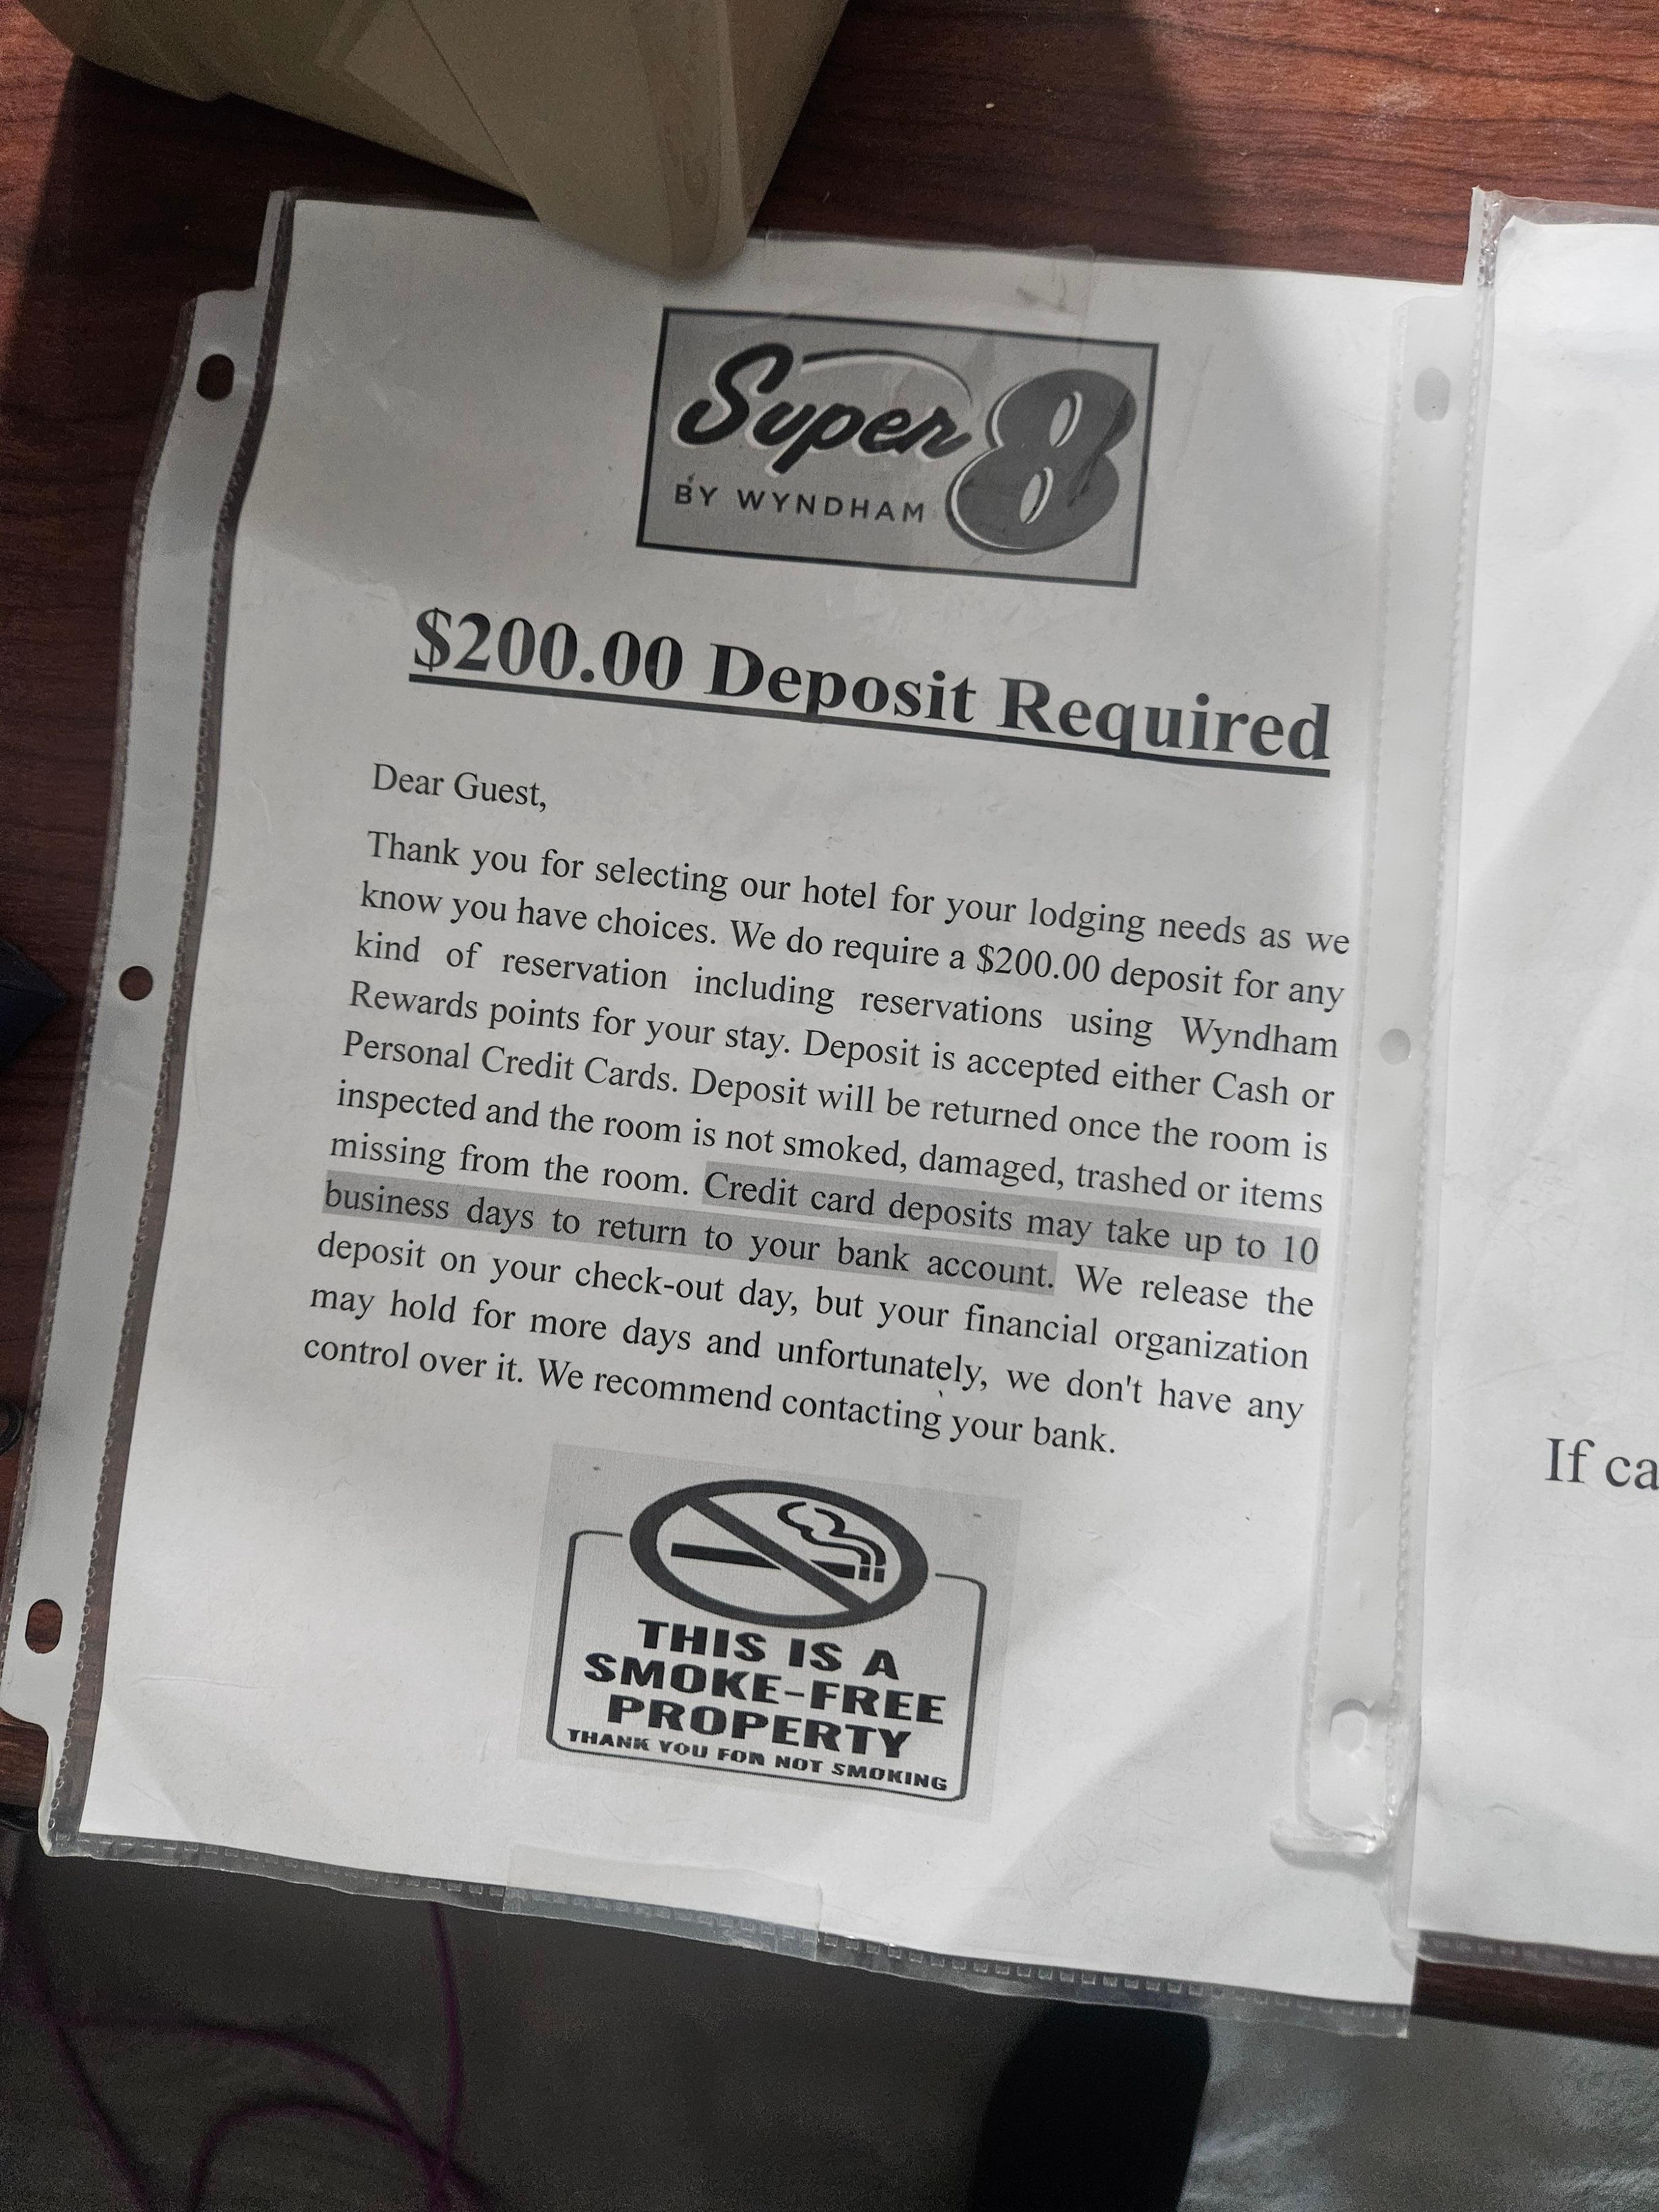 Super 8
BY WYNDHAM
$200.00 Deposit Required
Dear Guest,
Thank you for selecting our hotel for your lodging needs as we
know you have choices. We do require a $200.00 deposit for any
kind of reservation including reservations using Wyndham
Rewards points for your stay. Deposit is accepted either Cash or
Personal Credit Cards. Deposit will be returned once the room is
inspected and the room is not smoked, damaged, trashed or items
missing from the room. Credit card deposits may take up to 10
business days to return to your bank account. We release the
deposit on your check-out day, but your financial organization
may hold for more days and unfortunately, we don't have any
control over it. We recommend contacting your bank.
THIS IS A
SMOKE-FREE
PROPERTY
THANK YOU FOR NOT SMOKING
If ca